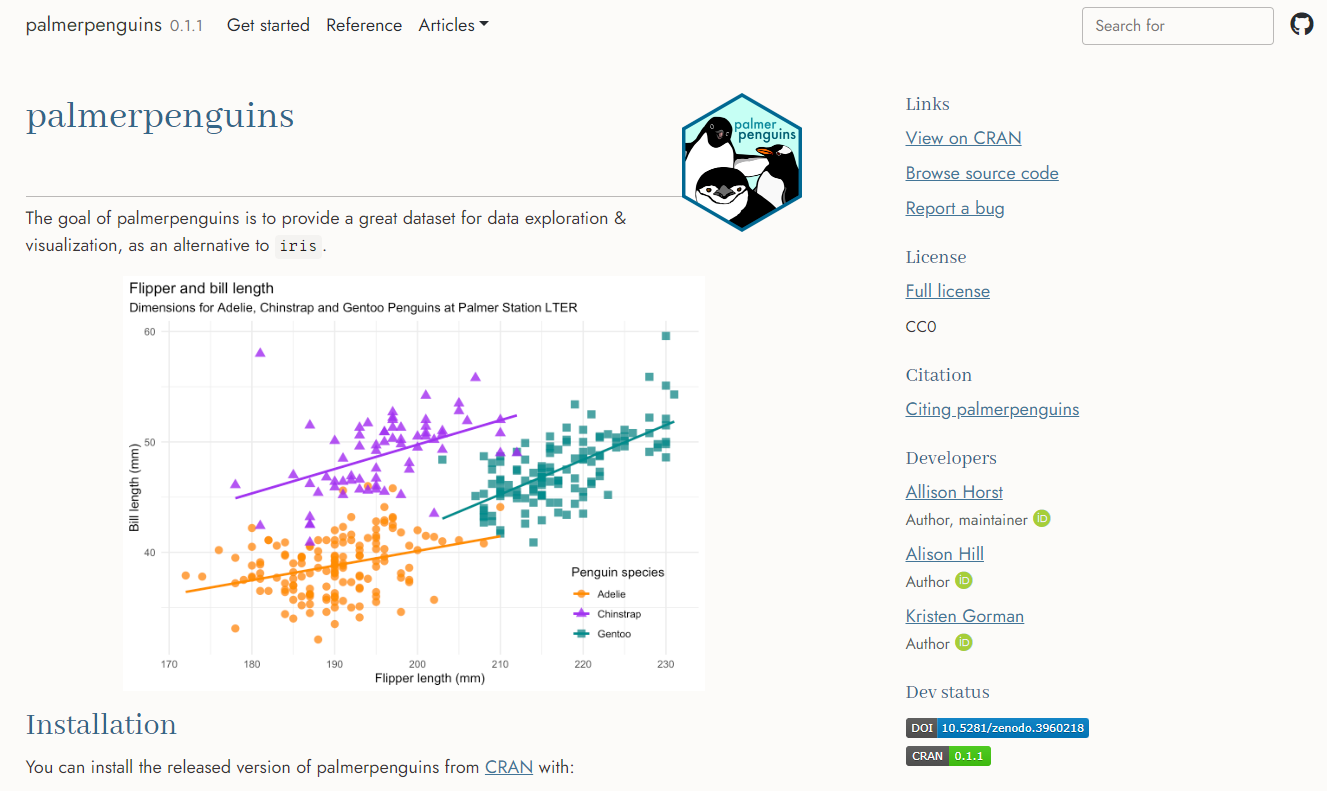 palmerpenguins 0.1.1 Get started Reference Articles Search for
palmerpenguins
palmer
penguins
The goal of palmerpenguins is to provide a great dataset for data exploration &
visualization, as an alternative to iris.
Flipper and bill length
Dimensions for Adelie, Chinstrap and Gentoo Penguins at Palmer Station LTER
60
50
40
Bill length (mm)
Penguin species
Adelie
Chinstrap
Gentoo
170 180 190 200 210 220 230
Flipper length (mm)
Installation
You can install the released version of palmerpenguins from CRAN with:
Links
View on CRAN
Browse source code
Report a bug
License
Full license
CC0
Citation
Citing palmerpenguins
Developers
Allison Horst
Author, maintainer iD
Alison Hill
Author iD
Kristen Gorman
Author iD
Dev status
DOI 10.5281/zenodo.3960218
CRAN 0.1.1